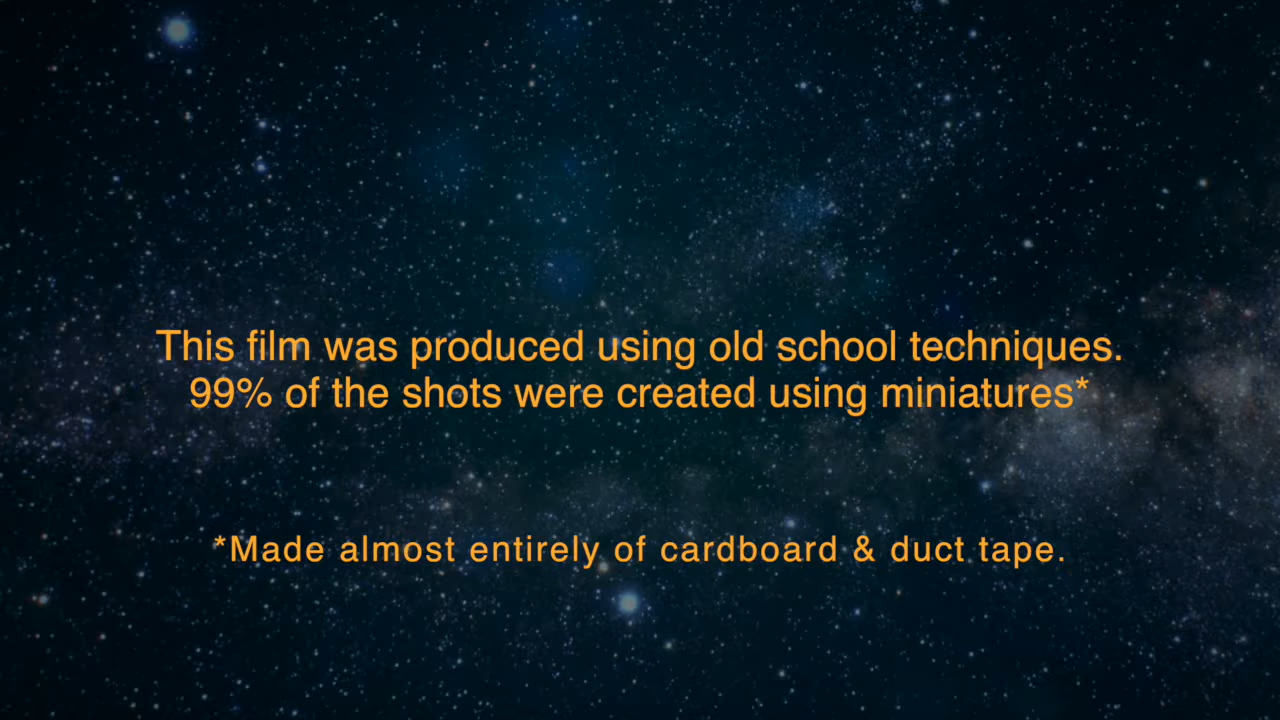 This film was produced using old school techniques.
99% of the shots were created using miniatures*
*Made almost entirely of cardboard & duct tape.